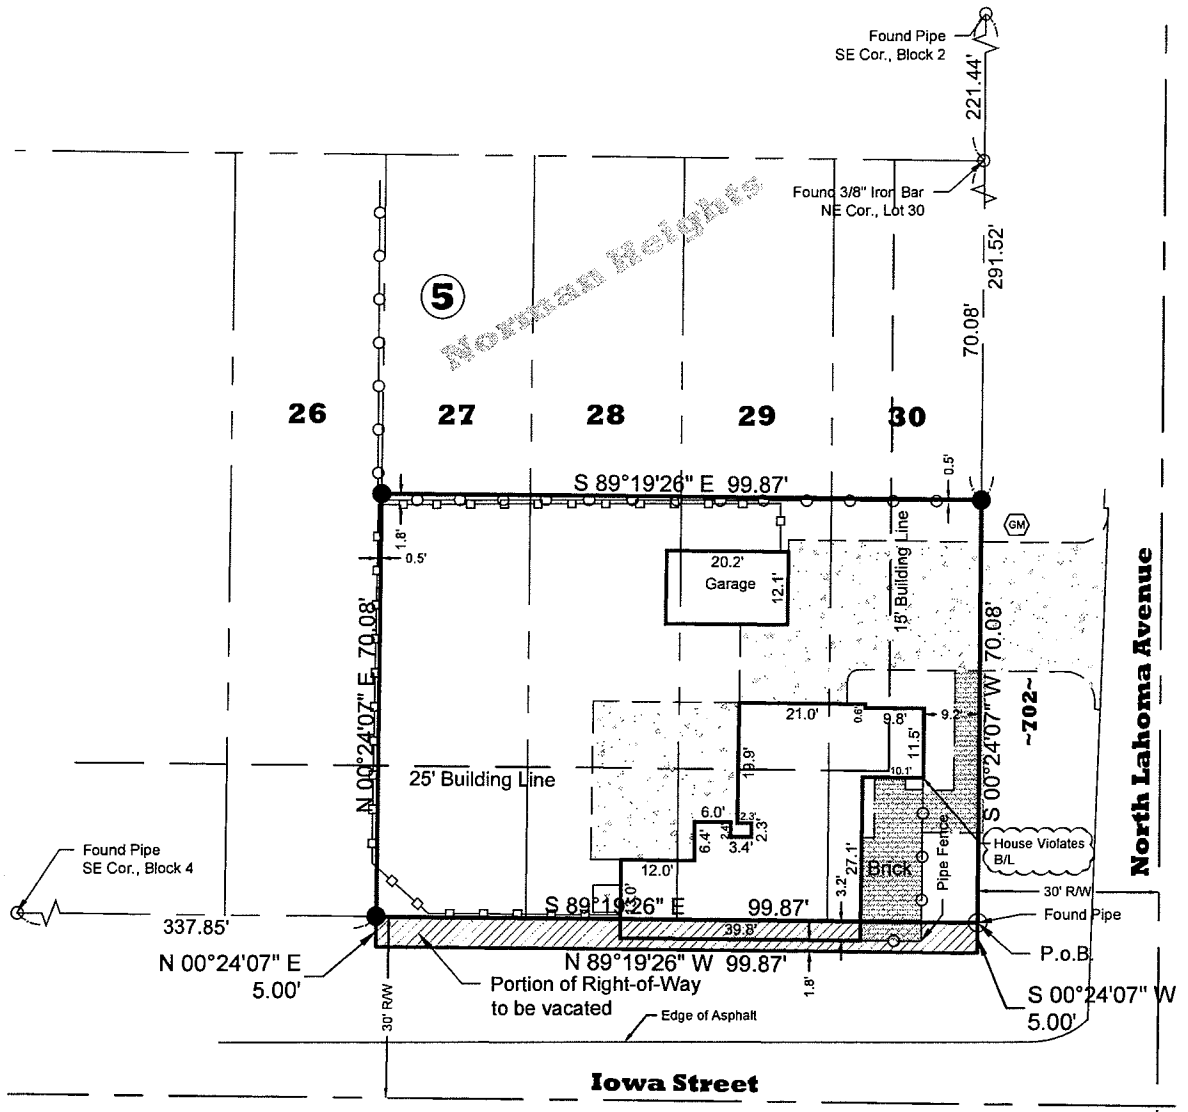 Found Pipe
SE Cor., Block 2
221.44'
Found 3/8" Iron Bar
NE Cor., Lot 30
Norman Heights
291.52'
5
70.08'
26
27
28
29
30
0.5'
S 89°19'26" E 99.87'
GM
1.8'
0.5'
20.2'
Garage
12.1'
15' Building Line
N 00°24'07" E 70.08'
S 00°24'07" W 70.08'
North Lahoma Avenue
~702~
21.0'
0.6'
9.8'
9.2'
11.5'
19.9'
10.1'
25' Building Line
6.0'
2.3'
2.4'
2.3'
6.4'
3.4'
House Violates
B/L
Found Pipe
SE Cor., Block 4
12.0'
27.1'
Brick
Pipe Fence
3.2'
30' R/W
S 89°19'26" E 99.87'
Found Pipe
337.85'
39.8'
P.o.B.
N 00°24'07" E
5.00'
N 89°19'26" W 99.87'
Portion of Right-of-Way
to be vacated
1.8'
S 00°24'07" W
5.00'
30' R/W
Edge of Asphalt
Iowa Street